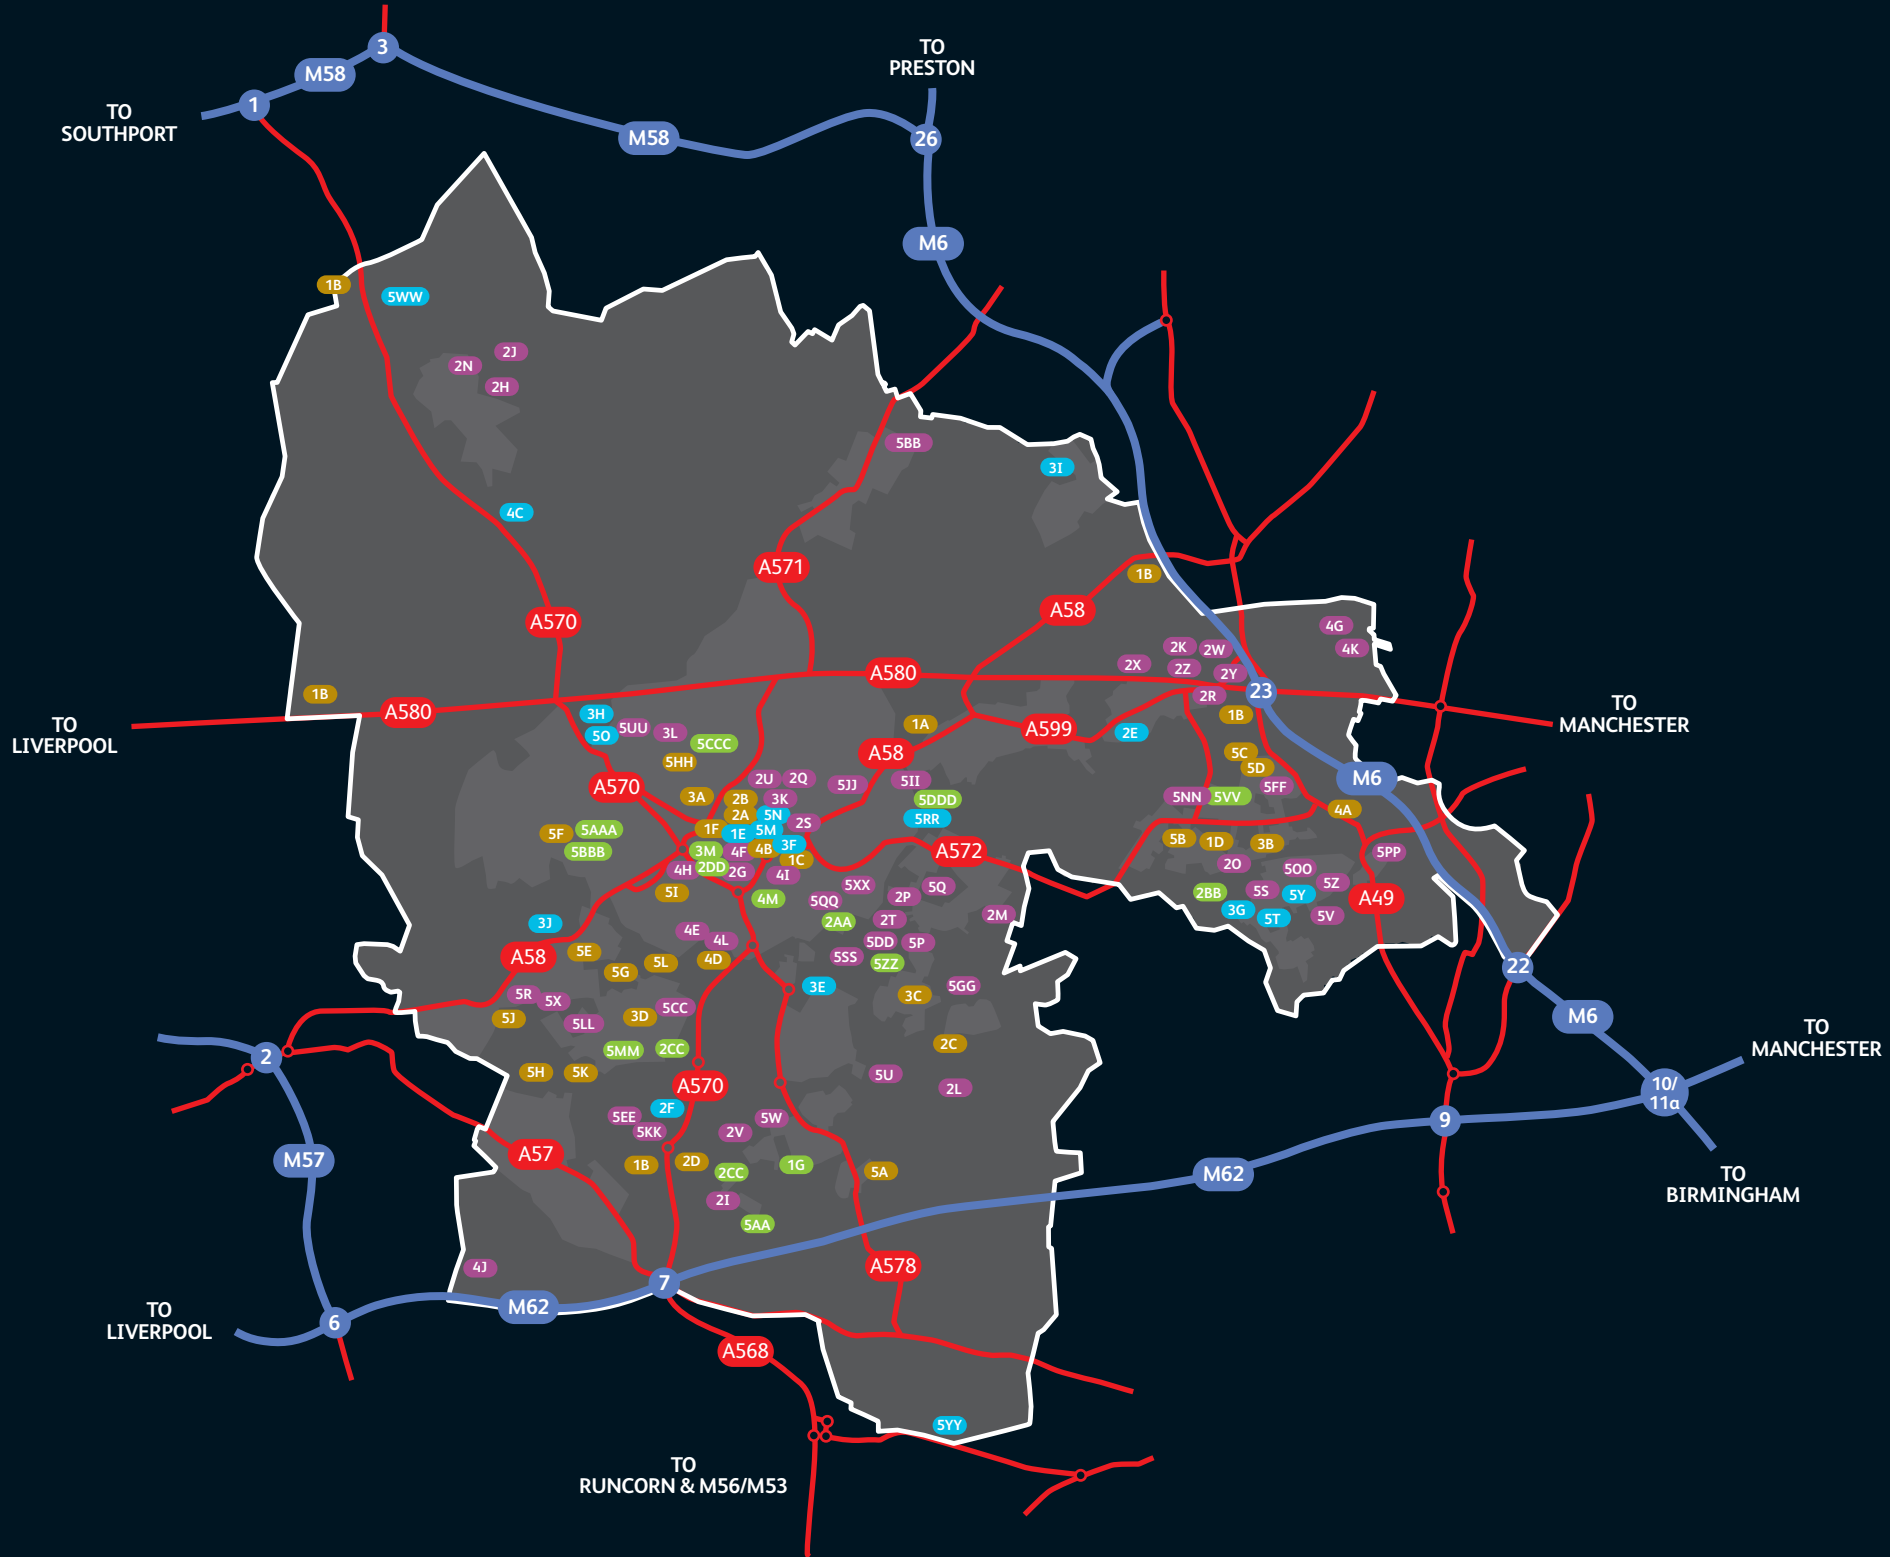 3
M58
1
TO
SOUTHPORT
M58
TO
PRESTON
26
M6
1B
5WW
2J
2N
2H
5BB
3I
4C
A571
1B
A58
A570
4G
4K
2K
2W
2X
2Z
2Y
A580
2R
23
1B
A580
1B
TO
LIVERPOOL
TO
MANCHESTER
3H
5UU
5O
3L
5CCC
5HH
1A
A599
2E
A58
5C
5D
A570
2U
2Q
5JJ
5II
5FF
M6
3A
2B
3K
5DDD
5NN
5VV
4A
2A
5N
2S
5RR
5F
5AAA
1F
1E
5M
5BBB
3M
4F
4B
3F
1C
A572
5B
1D
3B
5PP
4H
2DD
2G
4I
2O
5OO
5I
4M
5XX
5Q
2P
5QQ
2BB
5S
5Y
5Z
A49
3J
2AA
2T
2M
3G
5T
5V
4E
4L
5DD
5P
A58
5E
5L
4D
5SS
5ZZ
5G
22
5R
5X
3E
3C
5GG
5J
5LL
3D
5CC
M6
5MM
2CC
2C
TO
MANCHESTER
2
5H
5K
A570
5U
2L
10/
11a
5EE
2F
5W
5KK
2V
9
M57
A57
1B
2D
2CC
1G
5A
M62
TO
BIRMINGHAM
2I
5AA
4J
A578
7
M62
6
TO
LIVERPOOL
A568
5YY
TO
RUNCORN & M56/M53